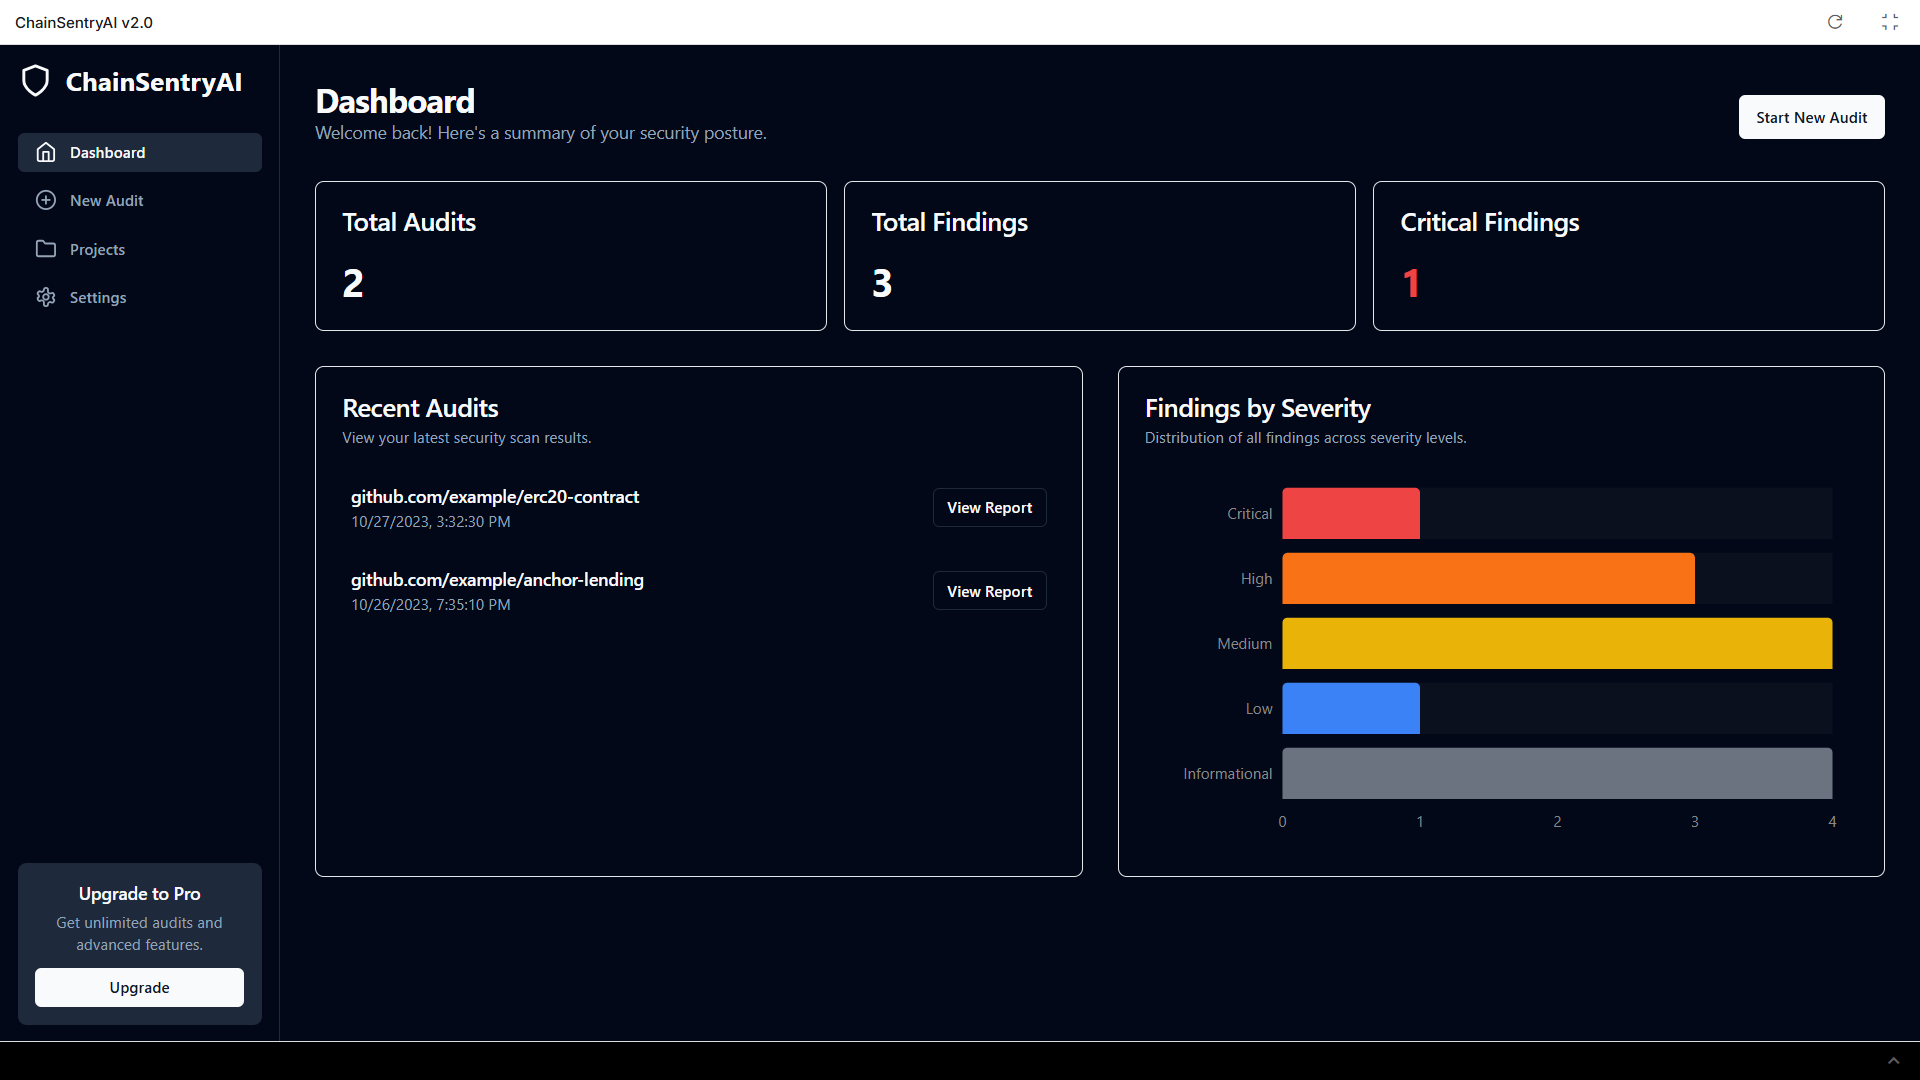 ChainSentryAI v2.0
ChainSentryAI
Dashboard
New Audit
Projects
Settings
Upgrade to Pro
Get unlimited audits and
advanced features.
Upgrade
Dashboard
Welcome back! Here's a summary of your security posture.
Start New Audit
Total Audits
2
Total Findings
3
Critical Findings
1
Recent Audits
View your latest security scan results.
github.com/example/erc20-contract
10/27/2023, 3:32:30 PM
View Report
github.com/example/anchor-lending
10/26/2023, 7:35:10 PM
View Report
Findings by Severity
Distribution of all findings across severity levels.
Critical
High
Medium
Low
Informational
0 1 2 3 4